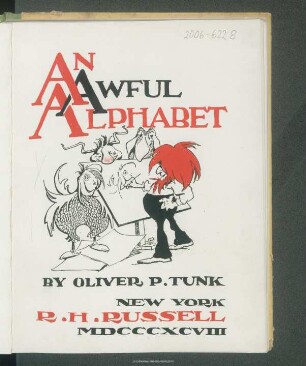 2006-622 B
AN
AWFUL
ALPHABET
BY OLIVER P. TUNK
NEW YORK
R. H. RUSSELL
MDCCCXCVIII